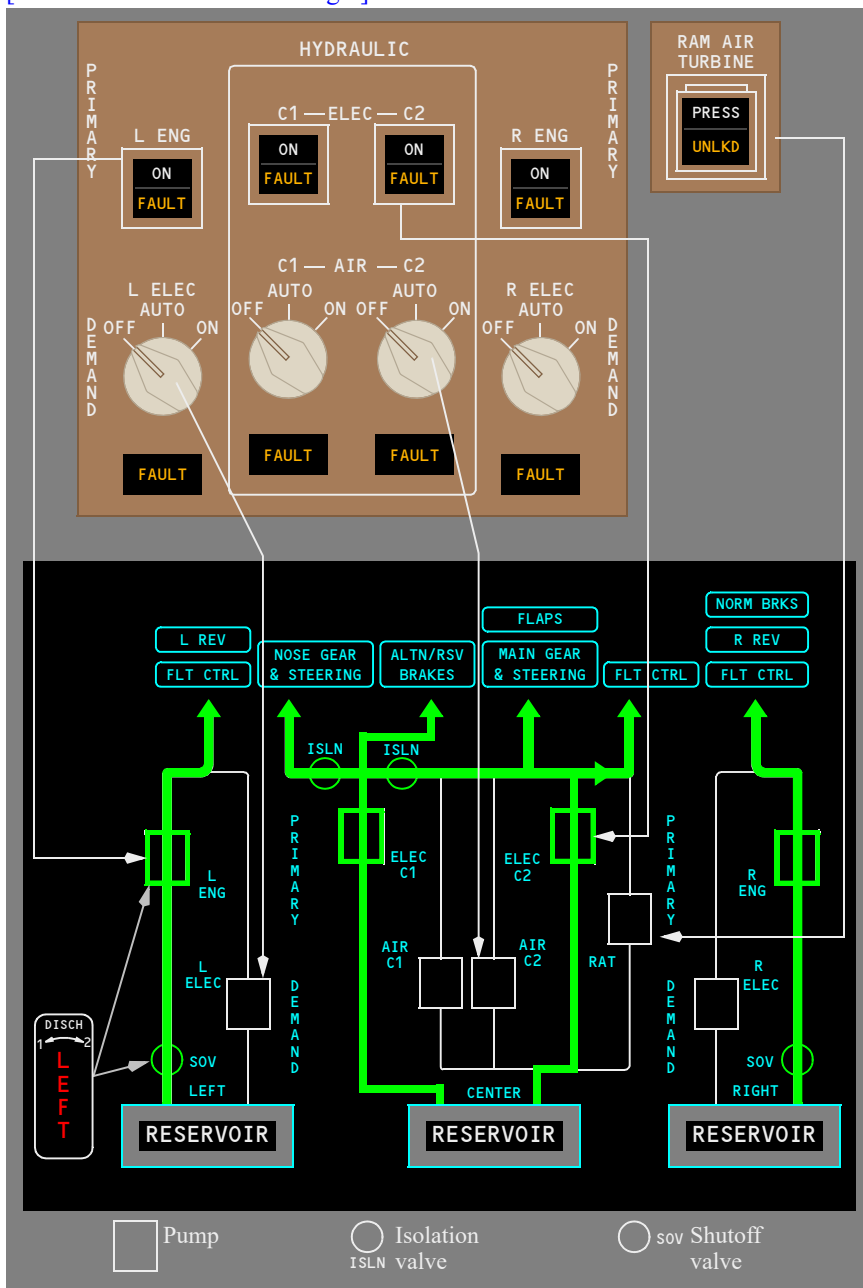 HYDRAULIC
RAM AIR
TURBINE
PRIMARY
PRIMARY
PRESS
UNLKD
C1 — ELEC — C2
L ENG
R ENG
ON
FAULT
ON
FAULT
ON
FAULT
ON
FAULT
C1 — AIR — C2
L ELEC
AUTO
OFF
ON
AUTO
OFF
ON
AUTO
OFF
ON
R ELEC
AUTO
OFF
ON
DEMAND
DEMAND
FAULT
FAULT
FAULT
FAULT
NORM BRKS
FLAPS
L REV
R REV
NOSE GEAR
& STEERING
ALTN/RSV
BRAKES
MAIN GEAR
& STEERING
FLT CTRL
FLT CTRL
FLT CTRL
ISLN
ISLN
PRIMARY
PRIMARY
L
ENG
ELEC
C1
ELEC
C2
R
ENG
AIR
C1
AIR
C2
RAT
L
ELEC
R
ELEC
DEMAND
DEMAND
DISCH
1
2
LEFT
SOV
SOV
LEFT
CENTER
RIGHT
RESERVOIR
RESERVOIR
RESERVOIR
Pump
Isolation
valve
ISLN
SOV
Shutoff
valve